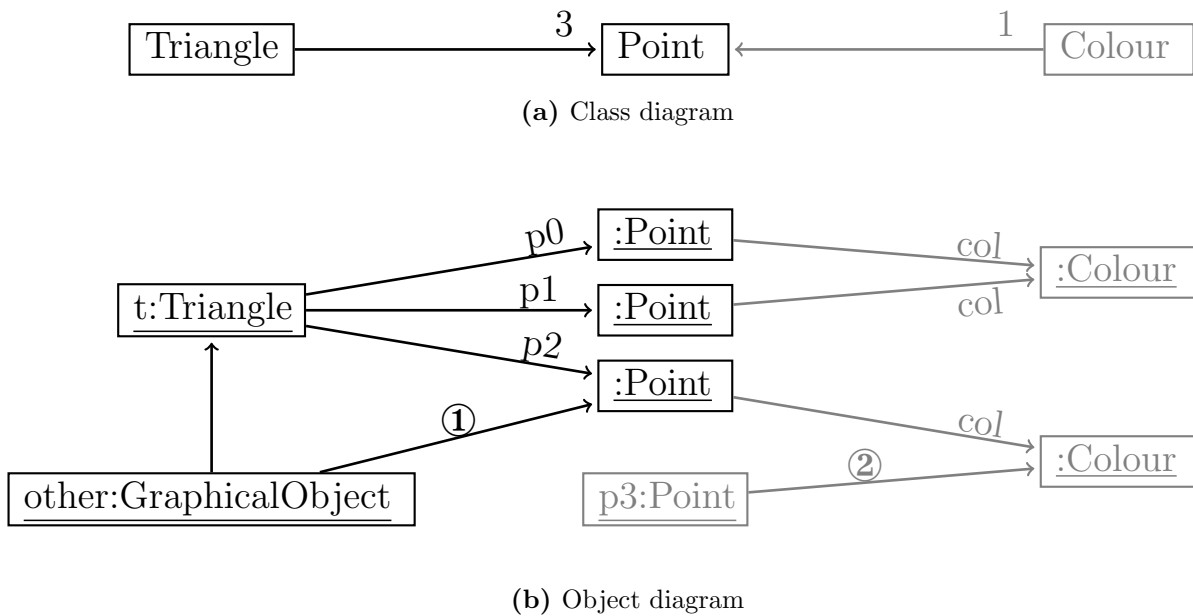 Triangle 3 Point 1 Colour
(a) Class diagram
p0 :Point col
:Colour
t:Triangle p1 :Point col
p2 :Point
① col
:Colour
other:GraphicalObject p3:Point ②
(b) Object diagram